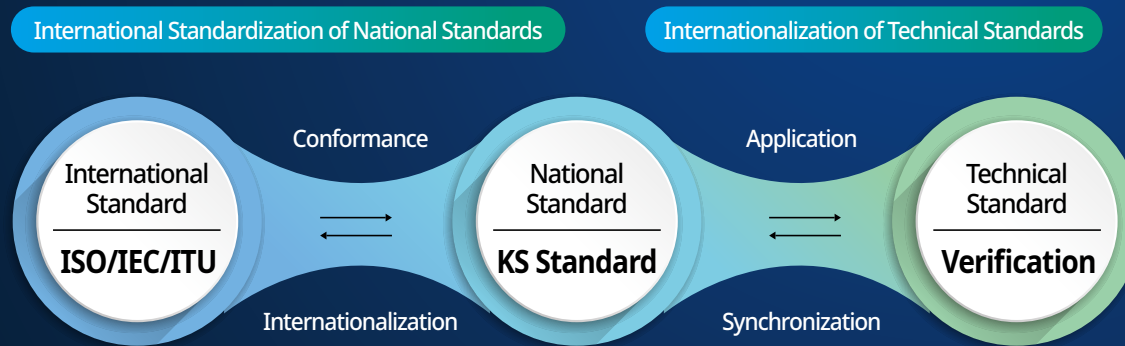 International Standardization of National Standards
Internationalization of Technical Standards
International
Standard
ISO/IEC/ITU
Conformance
Internationalization
National
Standard
KS Standard
Application
Synchronization
Technical
Standard
Verification